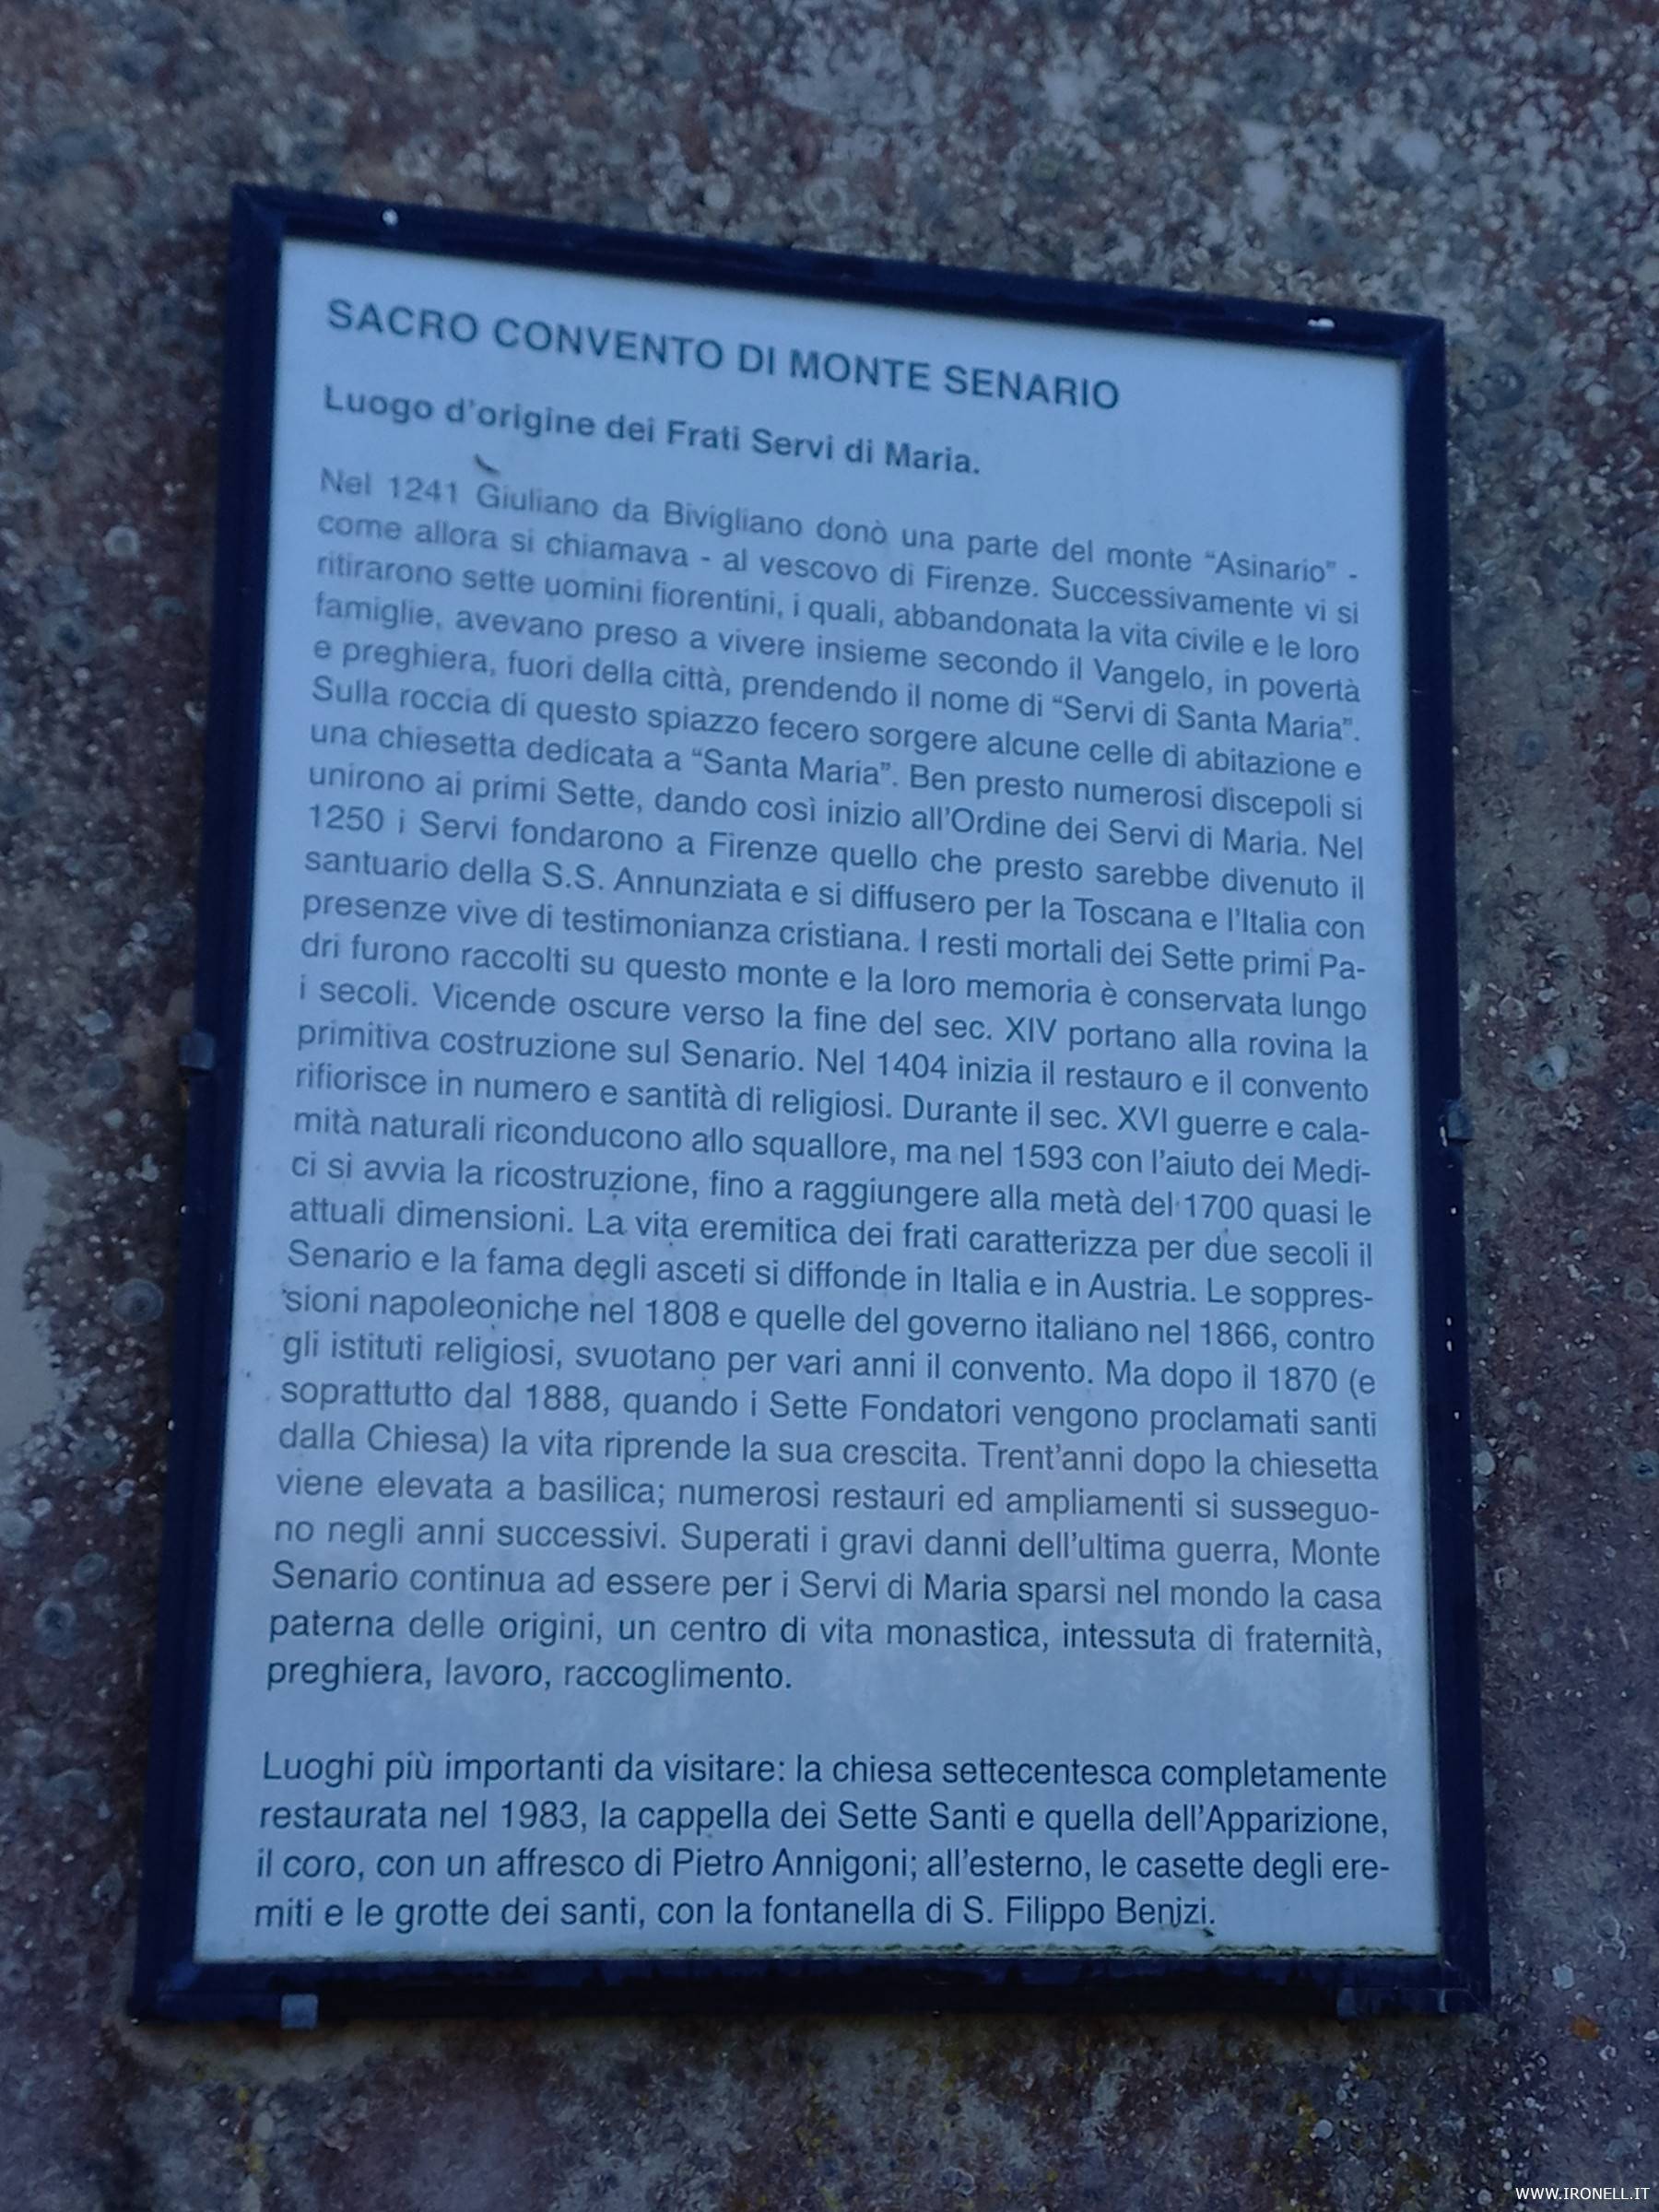 SACRO CONVENTO DI MONTE SENARIO
Luogo d'origine dei Frati Servi di Maria.
Nel 1241 Giuliano da Bivigliano donò una parte del monte “Asinario” -
come allora si chiamava - al vescovo di Firenze. Successivamente vi si
ritirarono sette uomini fiorentini, i quali, abbandonata la vita civile e le loro
famiglie, avevano preso a vivere insieme secondo il Vangelo, in povertà
e preghiera, fuori della città, prendendo il nome di “Servi di Santa Maria”.
Sulla roccia di questo spiazzo fecero sorgere alcune celle di abitazione e
una chiesetta dedicata a “Santa Maria”. Ben presto numerosi discepoli si
unirono ai primi Sette, dando così inizio all'Ordine dei Servi di Maria. Nel
1250 i Servi fondarono a Firenze quello che presto sarebbe divenuto il
santuario della S.S. Annunziata e si diffusero per la Toscana e l'Italia con
presenze vive di testimonianza cristiana. I resti mortali dei Sette primi Pa-
dri furono raccolti su questo monte e la loro memoria è conservata lungo
i secoli. Vicende oscure verso la fine del sec. XIV portano alla rovina la
primitiva costruzione sul Senario. Nel 1404 inizia il restauro e il convento
rifiorisce in numero e santità di religiosi. Durante il sec. XVI guerre e cala-
mità naturali riconducono allo squallore, ma nel 1593 con l'aiuto dei Medi-
ci si avvia la ricostruzione, fino a raggiungere alla metà del 1700 quasi le
attuali dimensioni. La vita eremitica dei frati caratterizza per due secoli il
Senario e la fama degli asceti si diffonde in Italia e in Austria. Le soppres-
sioni napoleoniche nel 1808 e quelle del governo italiano nel 1866, contro
gli istituti religiosi, svuotano per vari anni il convento. Ma dopo il 1870 (e
soprattutto dal 1888, quando i Sette Fondatori vengono proclamati santi
dalla Chiesa) la vita riprende la sua crescita. Trent'anni dopo la chiesetta
viene elevata a basilica; numerosi restauri ed ampliamenti si susseguo-
no negli anni successivi. Superati i gravi danni dell'ultima guerra, Monte
Senario continua ad essere per i Servi di Maria sparsi nel mondo la casa
paterna delle origini, un centro di vita monastica, intessuta di fraternità,
preghiera, lavoro, raccoglimento.
Luoghi più importanti da visitare: la chiesa settecentesca completamente
restaurata nel 1983, la cappella dei Sette Santi e quella dell'Apparizione,
il coro, con un affresco di Pietro Annigoni; all'esterno, le casette degli ere-
miti e le grotte dei santi, con la fontanella di S. Filippo Benizi.
WWW.IRONELL.IT